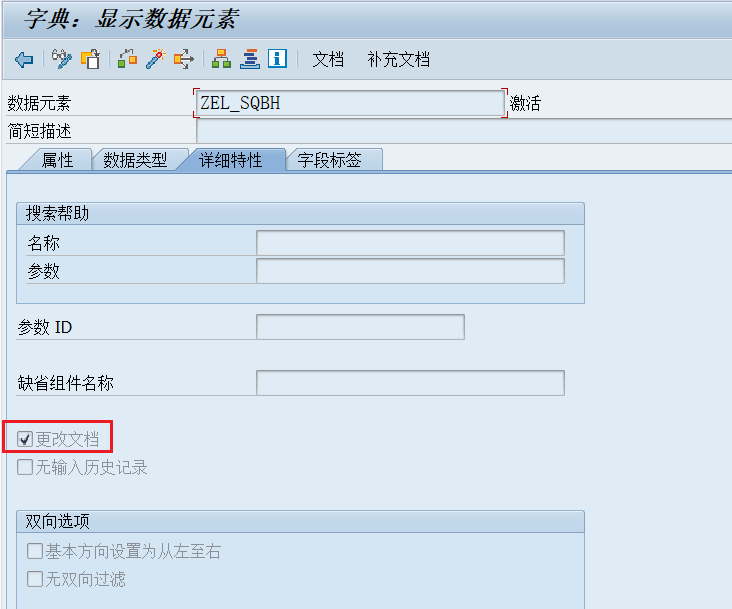 字典：显示数据元素
文档 补充文档
数据元素 ZEL_SQBH 激活
简短描述
属性 数据类型 详细特性 字段标签
搜索帮助
名称
参数
参数 ID
缺省组件名称
更改文档
无输入历史记录
双向选项
基本方向设置为从左至右
无双向过滤